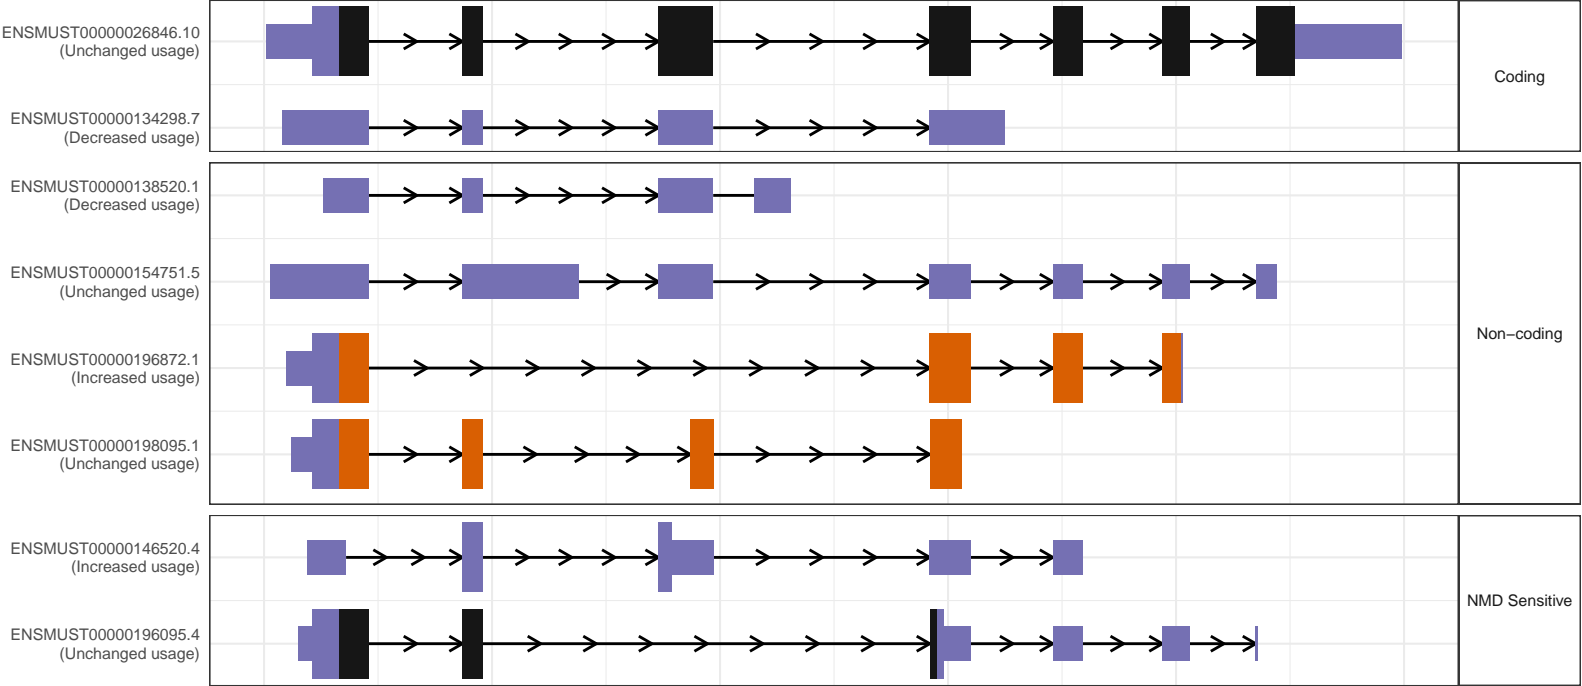 ENSMUST00000026846.10
(Unchanged usage)
ENSMUST00000134298.7
(Decreased usage)
Coding
ENSMUST00000138520.1
(Decreased usage)
ENSMUST00000154751.5
(Unchanged usage)
ENSMUST00000196872.1
(Increased usage)
ENSMUST00000198095.1
(Unchanged usage)
Non−coding
ENSMUST00000146520.4
(Increased usage)
ENSMUST00000196095.4
(Unchanged usage)
NMD Sensitive